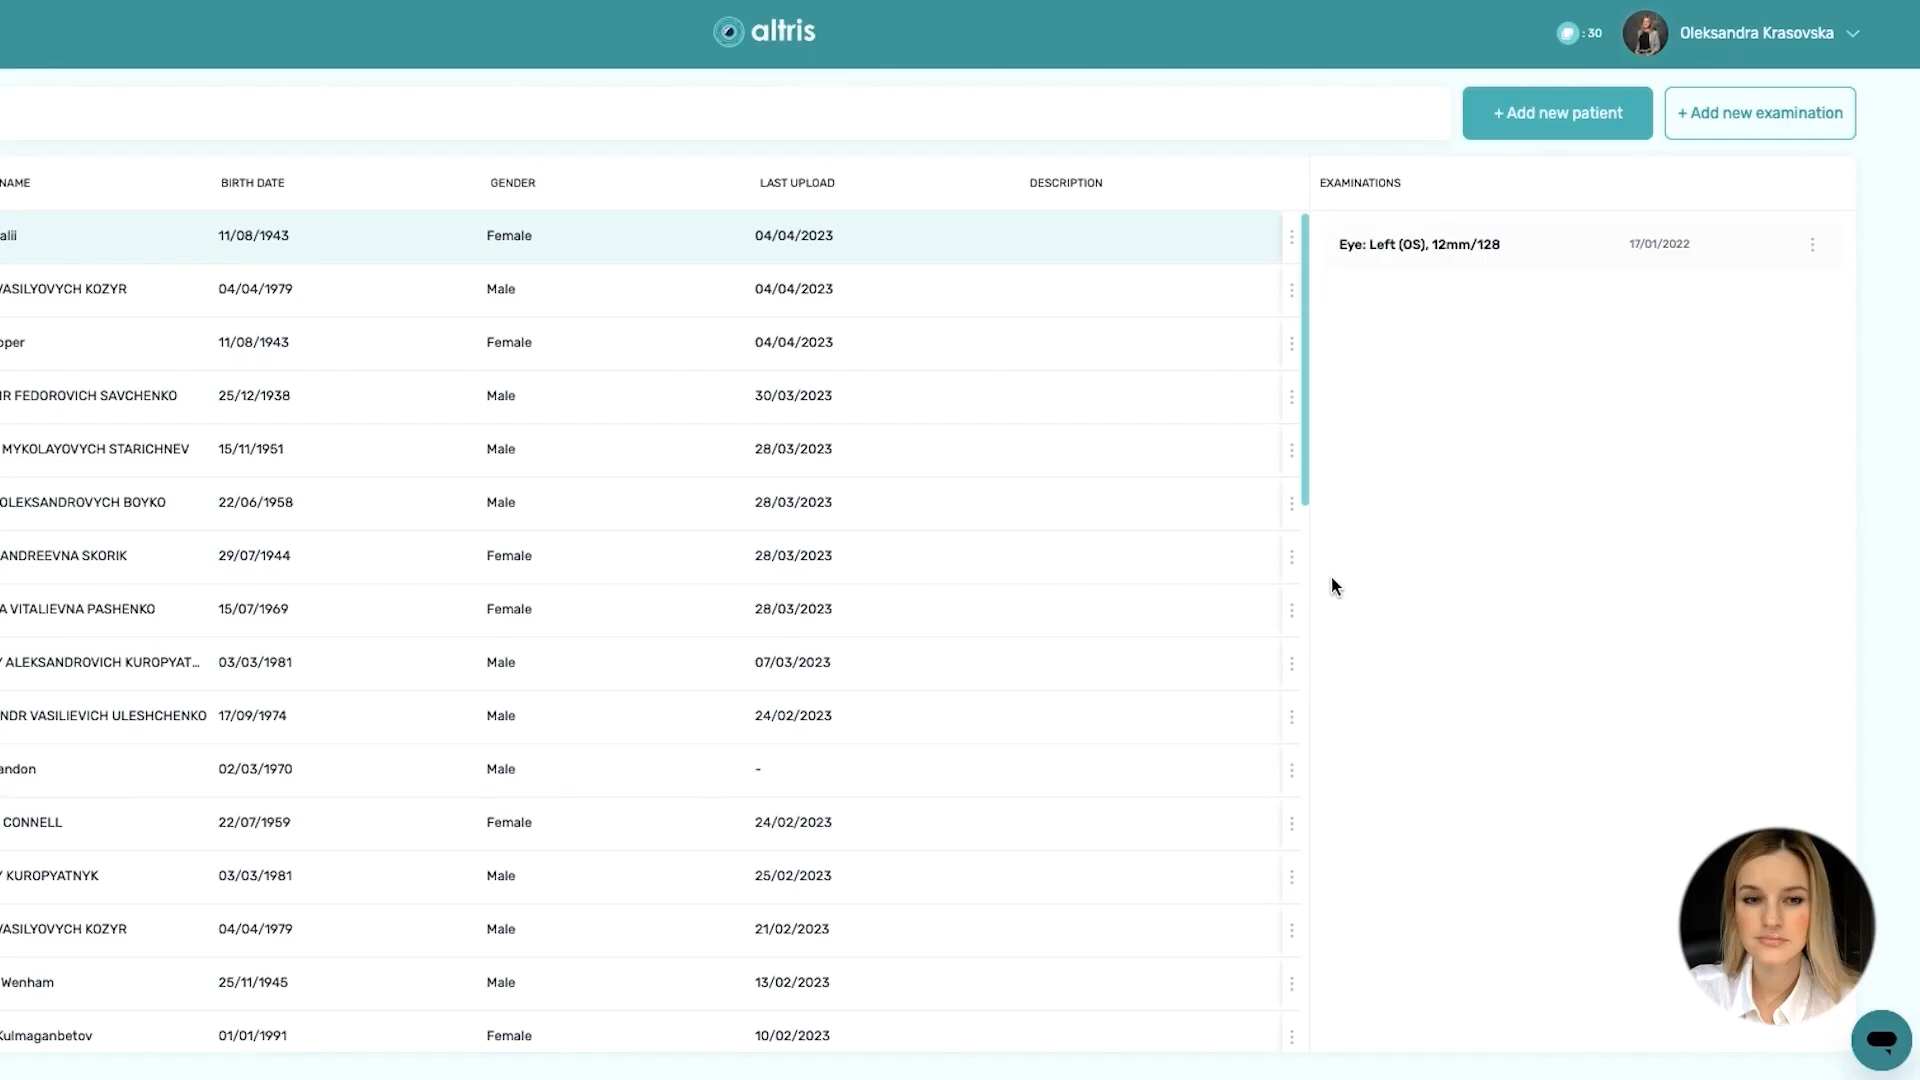 altris
: 30
Oleksandra Krasovska
+ Add new patient
+ Add new examination
NAME BIRTH DATE GENDER LAST UPLOAD DESCRIPTION EXAMINATIONS
alii 11/08/1943 Female 04/04/2023
Eye: Left (OS), 12mm/128 17/01/2022
VASILYOVYCH KOZYR 04/04/1979 Male 04/04/2023
oper 11/08/1943 Female 04/04/2023
IR FEDOROVICH SAVCHENKO 25/12/1938 Male 30/03/2023
MYKOLAYOVYCH STARICHNEV 15/11/1951 Male 28/03/2023
OLEKSANDROVYCH BOYKO 22/06/1958 Male 28/03/2023
ANDREEVNA SKORIK 29/07/1944 Female 28/03/2023
A VITALIEVNA PASHENKO 15/07/1969 Female 28/03/2023
Y ALEKSANDROVICH KUROPYAT... 03/03/1981 Male 07/03/2023
NDR VASILIEVICH ULESHCHENKO 17/09/1974 Male 24/02/2023
andon 02/03/1970 Male -
CONNELL 22/07/1959 Female 24/02/2023
Y KUROPYATNYK 03/03/1981 Male 25/02/2023
VASILYOVYCH KOZYR 04/04/1979 Male 21/02/2023
Wenham 25/11/1945 Male 13/02/2023
Kulmaganbetov 01/01/1991 Female 10/02/2023